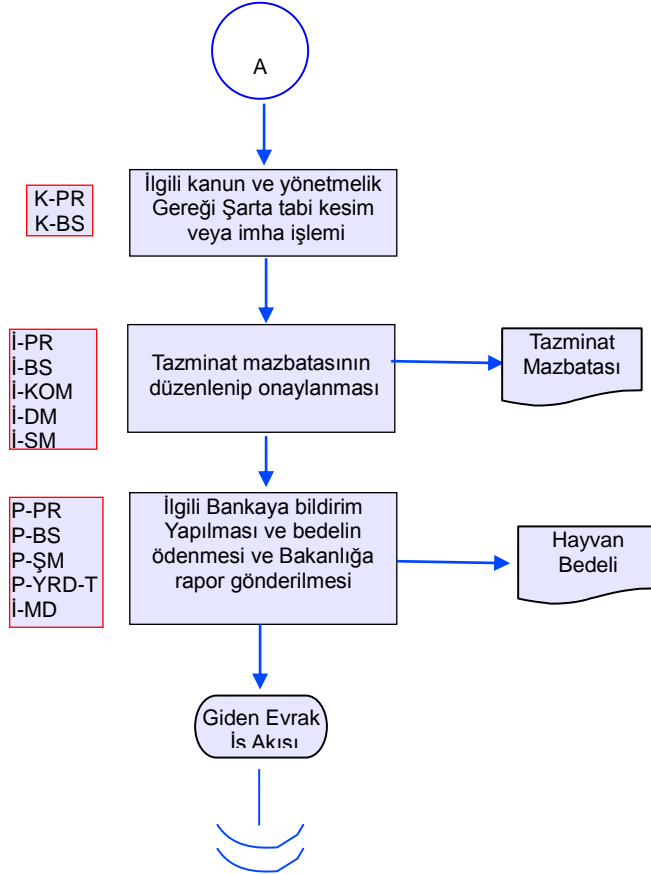 A
K-PR
K-BS
İlgili kanun ve yönetmelik
Gereği Şarta tabi kesim
veya imha işlemi
İ-PR
İ-BS
İ-KOM
İ-DM
İ-SM
Tazminat mazbatasının
düzenlenip onaylanması
Tazminat
Mazbatası
P-PR
P-BS
P-ŞM
P-YRD-T
İ-MD
İlgili Bankaya bildirim
Yapılması ve bedelin
ödenmesi ve Bakanlığa
rapor gönderilmesi
Hayvan
Bedeli
Giden Evrak
İş Akışı